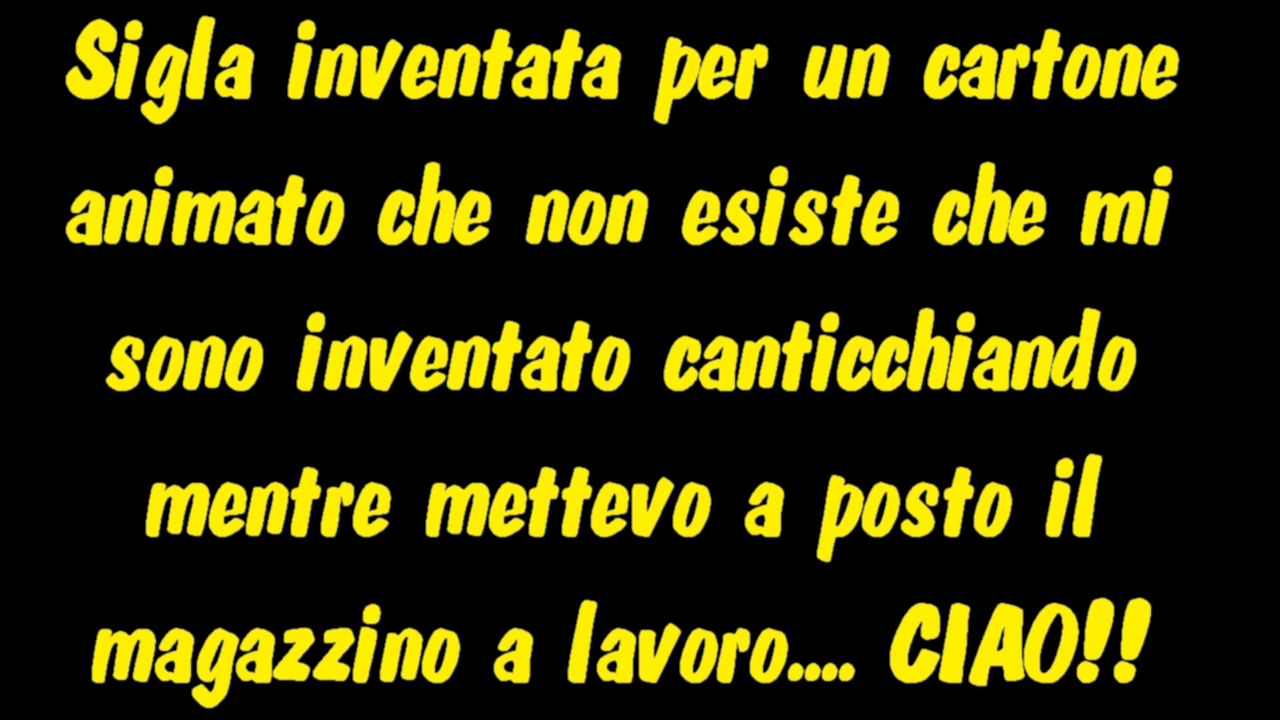 Sigla inventata per un cartone
animato che non esiste che mi
sono inventato canticchiando
mentre mettevo a posto il
magazzino a lavoro.... CIAO!!